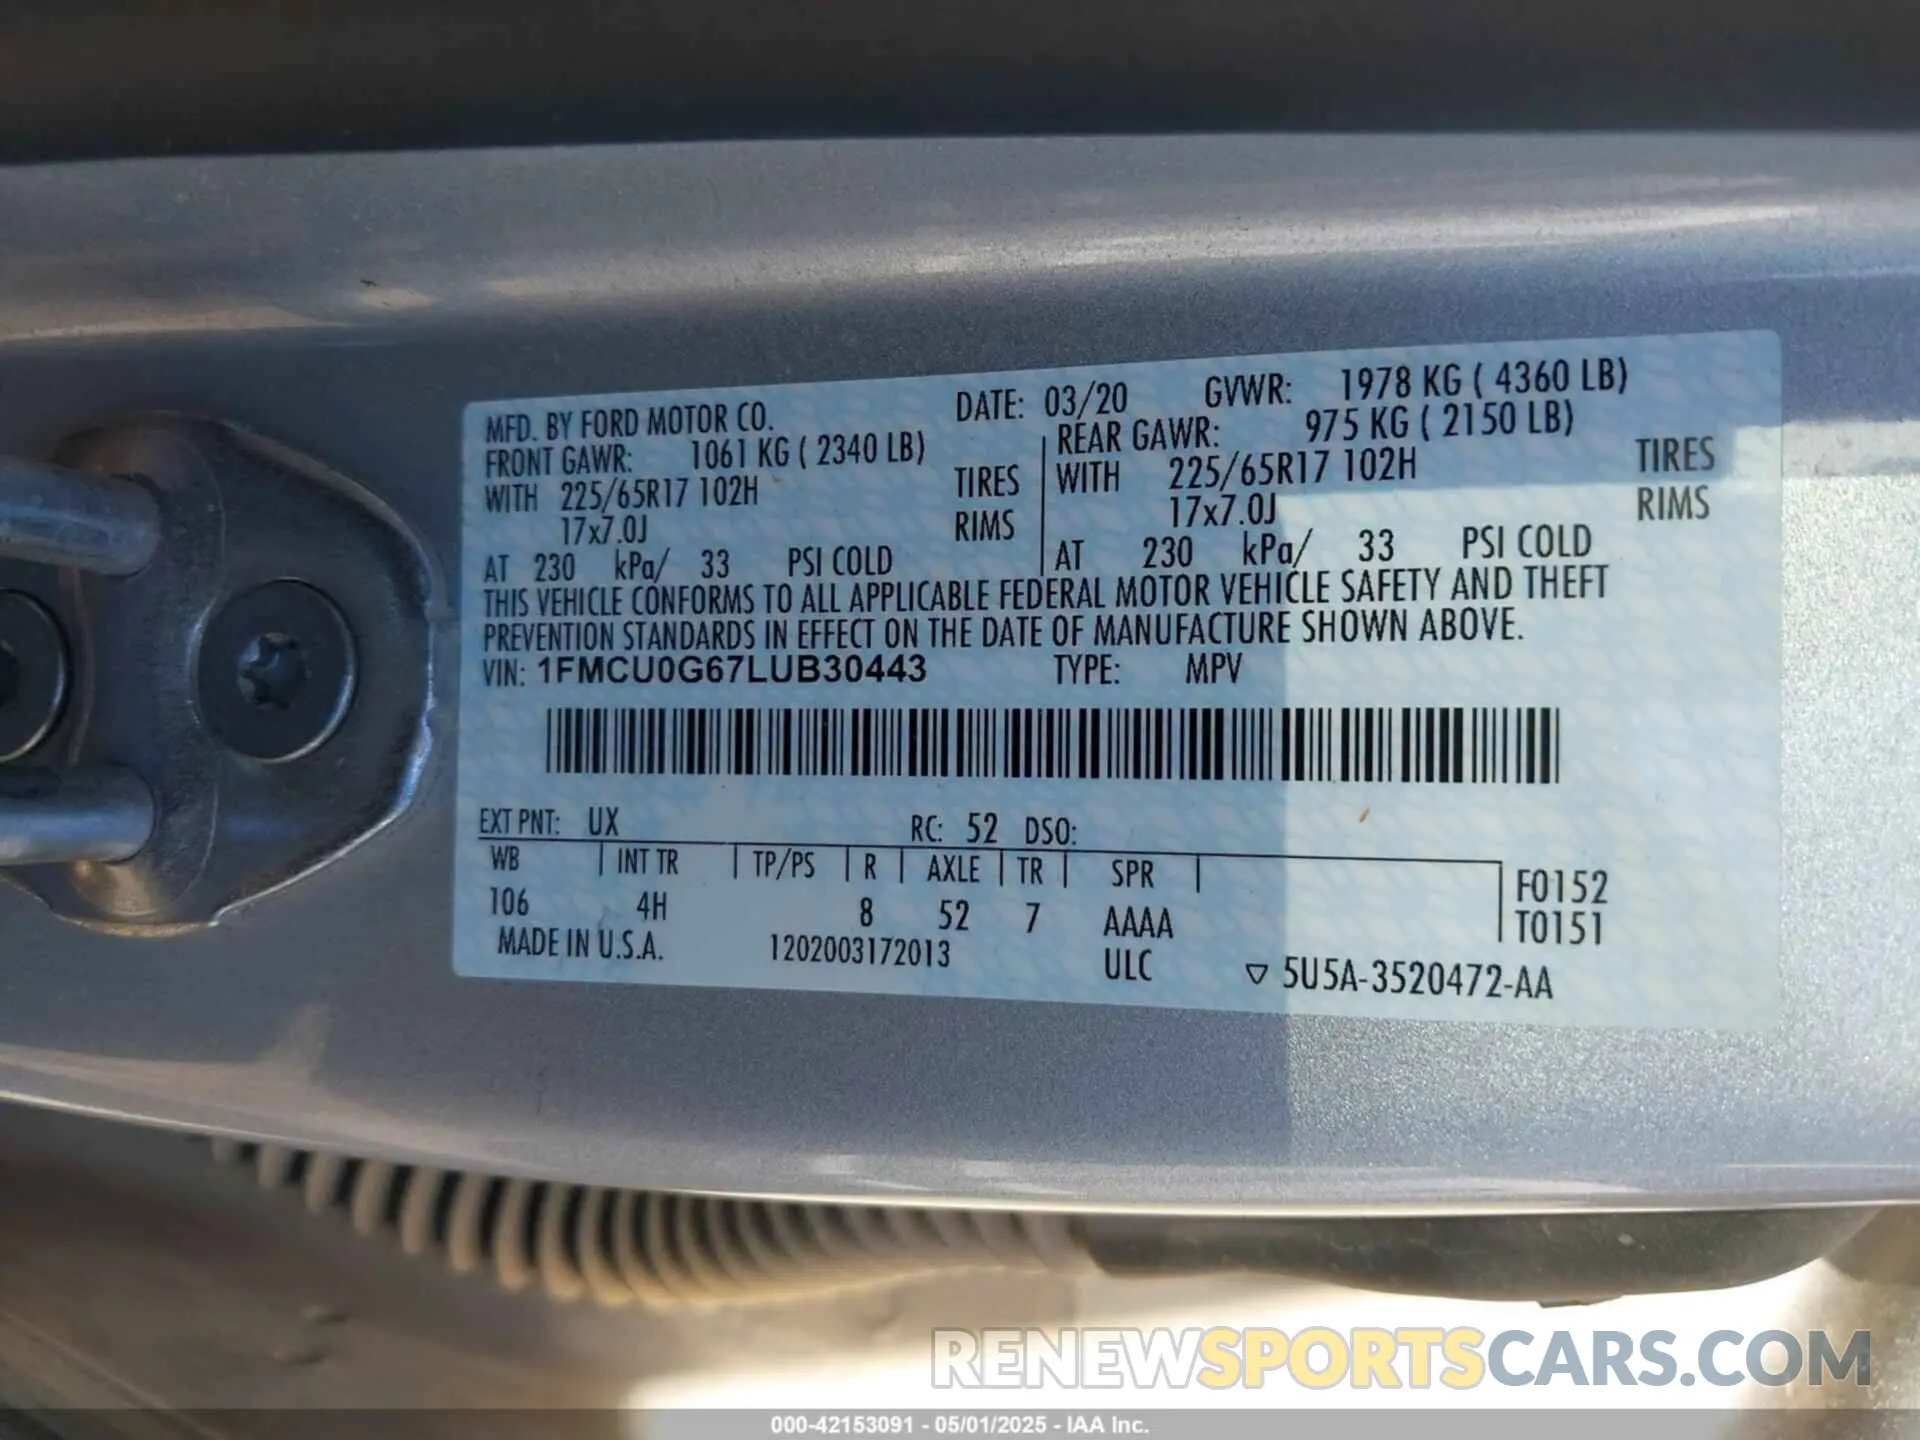 MFD. BY FORD MOTOR CO. DATE: 03/20 GVWR: 1978 KG ( 4360 LB)
FRONT GAWR: 1061 KG ( 2340 LB) REAR GAWR: 975 KG ( 2150 LB)
WITH 225/65R17 102H TIRES WITH 225/65R17 102H TIRES
17x7.0J RIMS 17x7.0J RIMS
AT 230 kPa/ 33 PSI COLD AT 230 kPa/ 33 PSI COLD
THIS VEHICLE CONFORMS TO ALL APPLICABLE FEDERAL MOTOR VEHICLE SAFETY AND THEFT
PREVENTION STANDARDS IN EFFECT ON THE DATE OF MANUFACTURE SHOWN ABOVE.
VIN: 1FMCU0G67LUB30443 TYPE: MPV
EXT PNT: UX RC: 52 DSO:
WB INT TR TP/PS R AXLE TR SPR
106 4H 8 52 7 AAAA
F0152
T0151
MADE IN U.S.A. 1202003172013 ULC ▽ 5U5A-3520472-AA
RENEWSPORTSCARS.COM
000-42153091 - 05/01/2025 - IAA Inc.